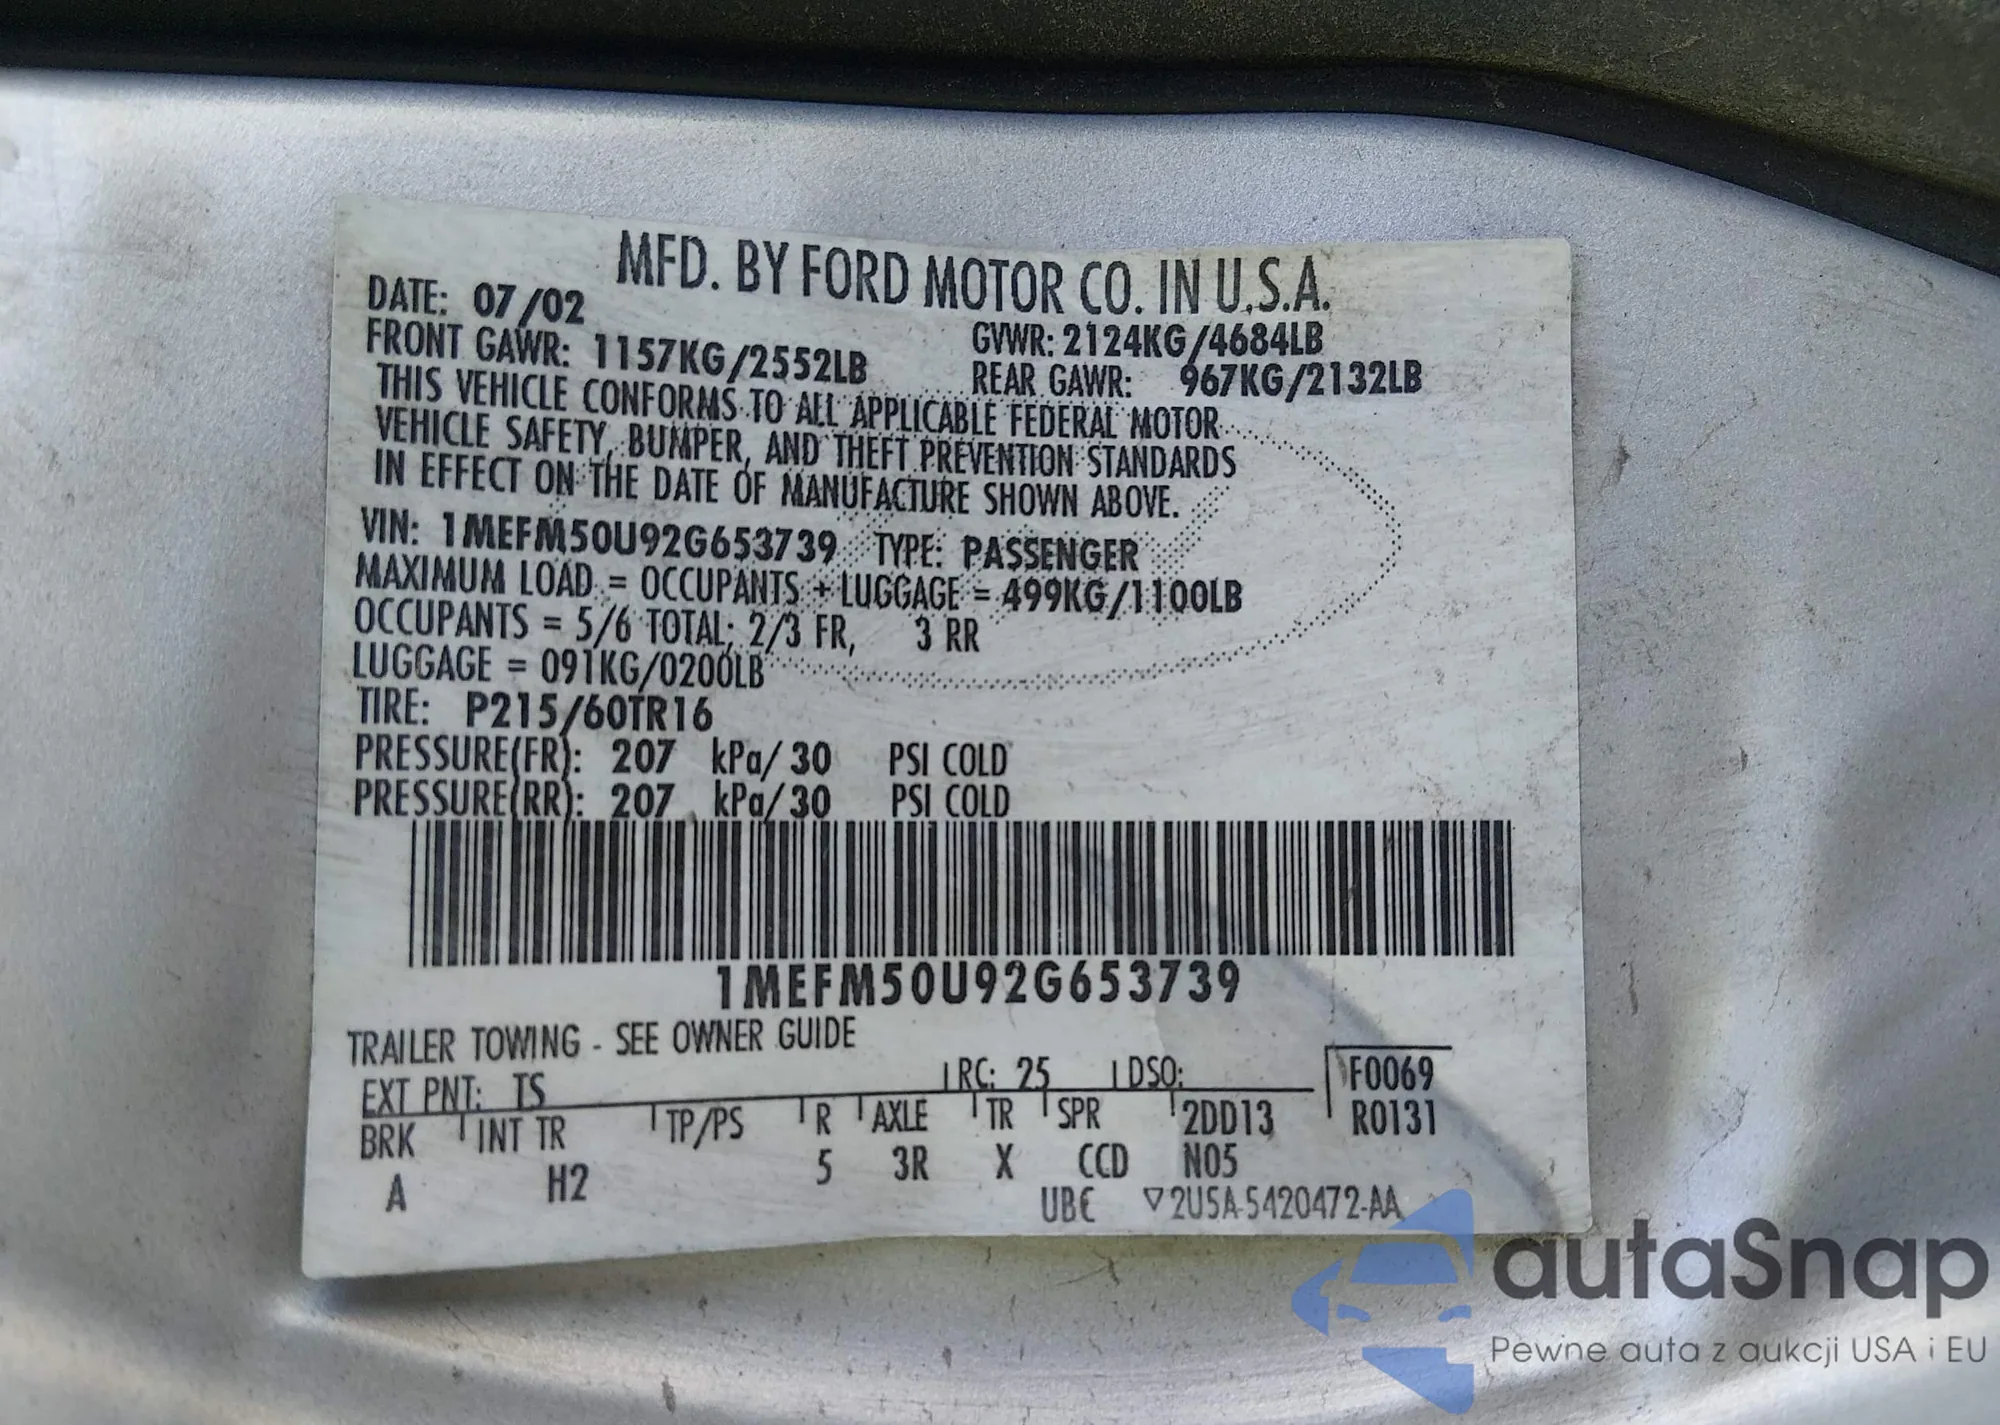 MFD. BY FORD MOTOR CO. IN U.S.A.
DATE: 07/02
GVWR: 2124KG/4684LB
FRONT GAWR: 1157KG/2552LB
REAR GAWR: 967KG/2132LB
THIS VEHICLE CONFORMS TO ALL APPLICABLE FEDERAL MOTOR
VEHICLE SAFETY, BUMPER, AND THEFT PREVENTION STANDARDS
IN EFFECT ON THE DATE OF MANUFACTURE SHOWN ABOVE.
VIN: 1MEFM50U92G653739 TYPE: PASSENGER
MAXIMUM LOAD = OCCUPANTS + LUGGAGE = 499KG/1100LB
OCCUPANTS = 5/6 TOTAL; 2/3 FR, 3 RR
LUGGAGE = 091KG/0200LB
TIRE: P215/60TR16
PRESSURE(FR): 207 kPa/30 PSI COLD
PRESSURE(RR): 207 kPa/30 PSI COLD
1MEFM50U92G653739
TRAILER TOWING - SEE OWNER GUIDE
EXT PNT: TS RC: 25 DSO: F0069
BRK INT TR TP/PS R AXLE TR SPR 2DD13 R0131
A H2 5 3R X CCD N05
UBE ▽2U5A-5420472-AA
autaSnap
Pewne auta z aukcji USA i EU